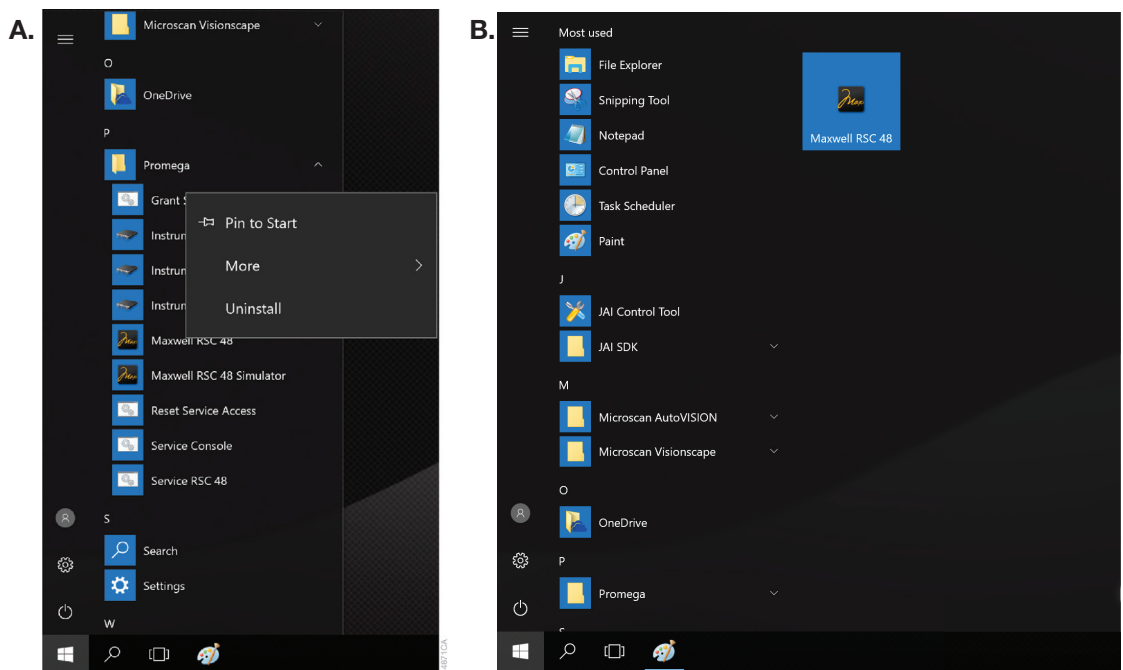 A.
Microscan Visionscape
O
OneDrive
P
Promega
Grant
Instrum
Instrum
Instrum
Maxwell RSC 48
Maxwell RSC 48 Simulator
Reset Service Access
Service Console
Service RSC 48
S
Search
Settings
W
Pin to Start
More
Uninstall
B.
Most used
File Explorer
Snipping Tool
Notepad
Control Panel
Task Scheduler
Paint
J
JAI Control Tool
JAI SDK
M
Microscan AutoVISION
Microscan Visionscape
O
OneDrive
P
Promega
Max
Maxwell RSC 48